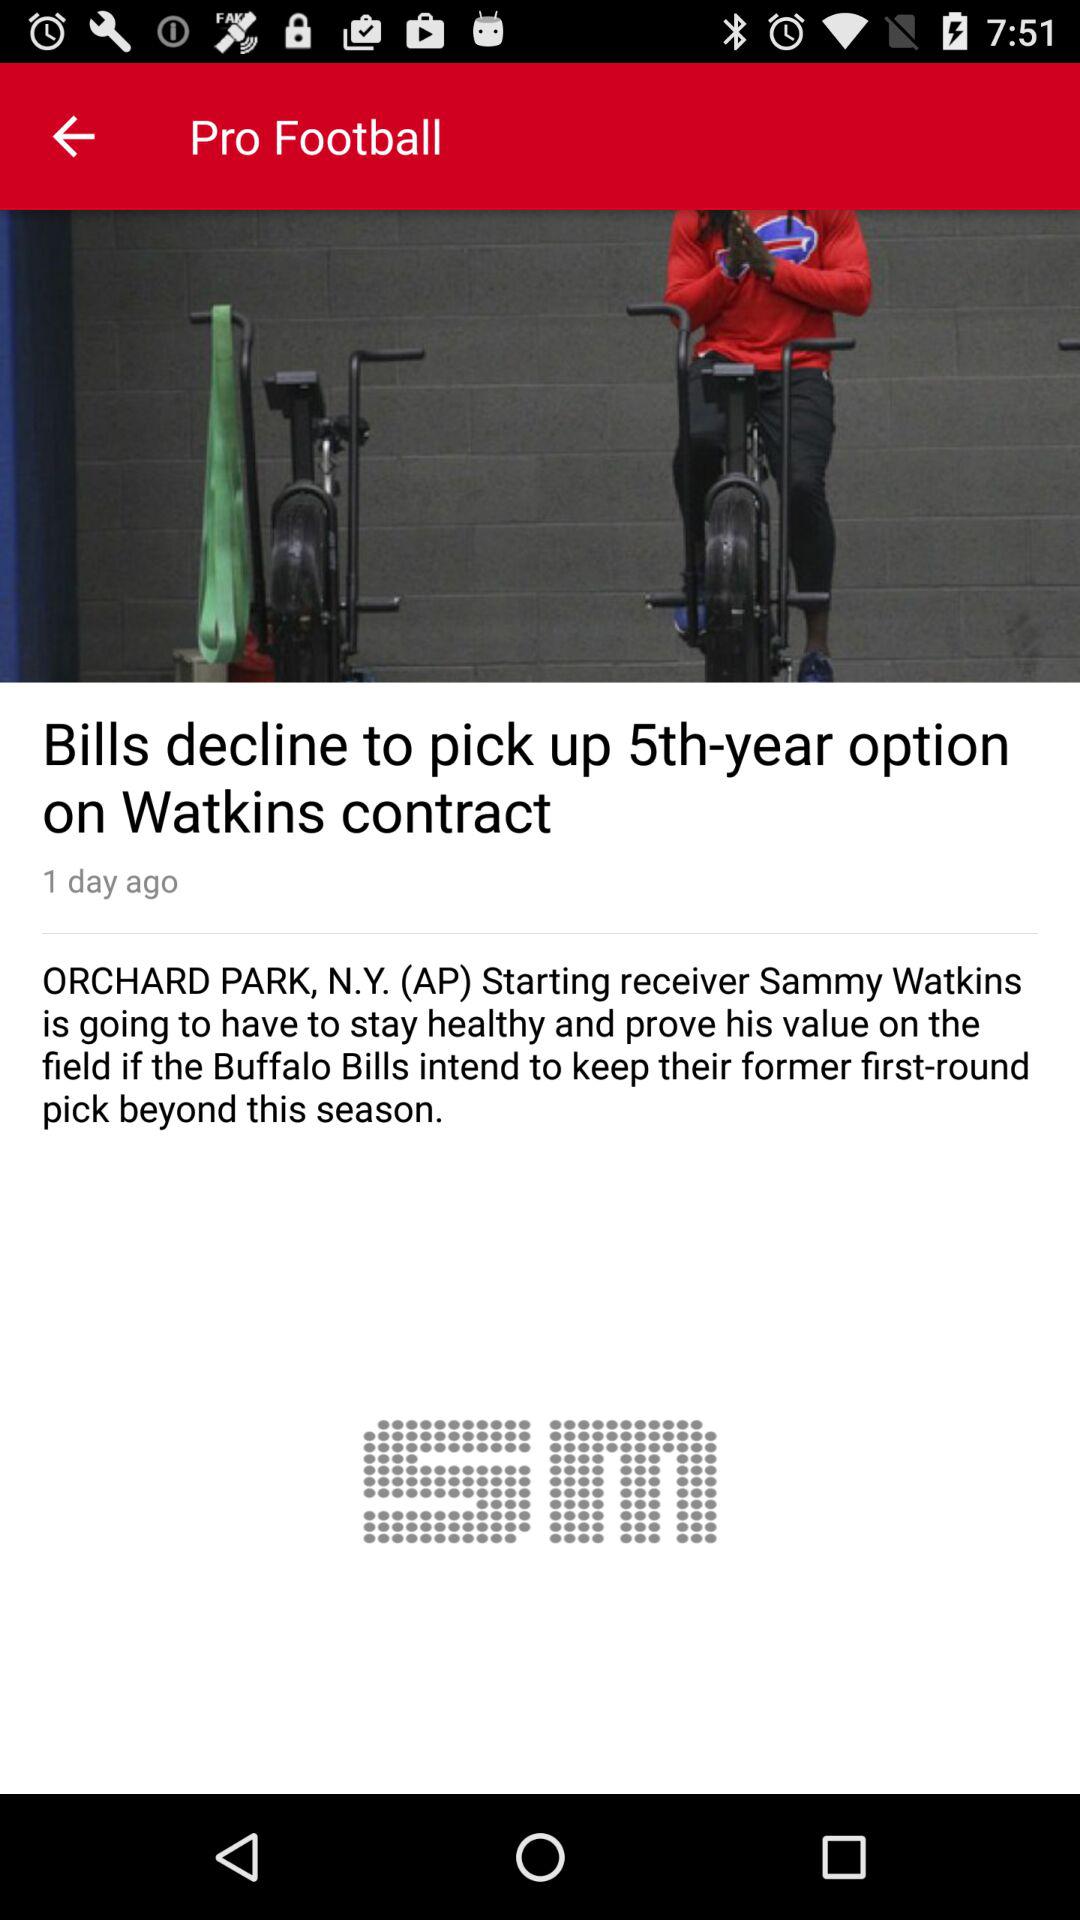 FAKE
7:51
Pro Football
Bills decline to pick up 5th-year option
on Watkins contract
1 day ago
ORCHARD PARK, N.Y. (AP) Starting receiver Sammy Watkins
is going to have to stay healthy and prove his value on the
field if the Buffalo Bills intend to keep their former first-round
pick beyond this season.
sm